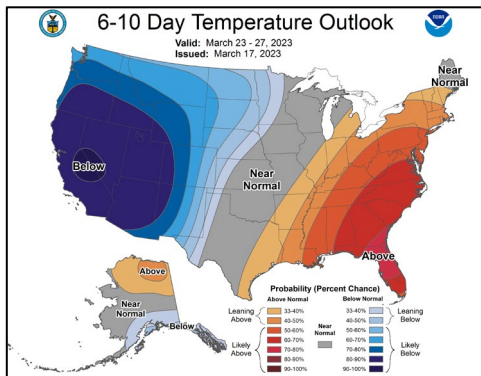 6-10 Day Temperature Outlook
Valid: March 23 - 27, 2023
Issued: March 17, 2023
NOAA
Near
Normal
Below
Near
Normal
Above
Above
Near
Normal
Below
Probability (Percent Chance)
Above Normal
Below Normal
Leaning
Above
33-40%
40-50%
33-40%
40-50%
Leaning
Below
Likely
Above
50-60%
60-70%
70-80%
80-90%
90-100%
Near
Normal
50-60%
60-70%
70-80%
80-90%
90-100%
Likely
Below